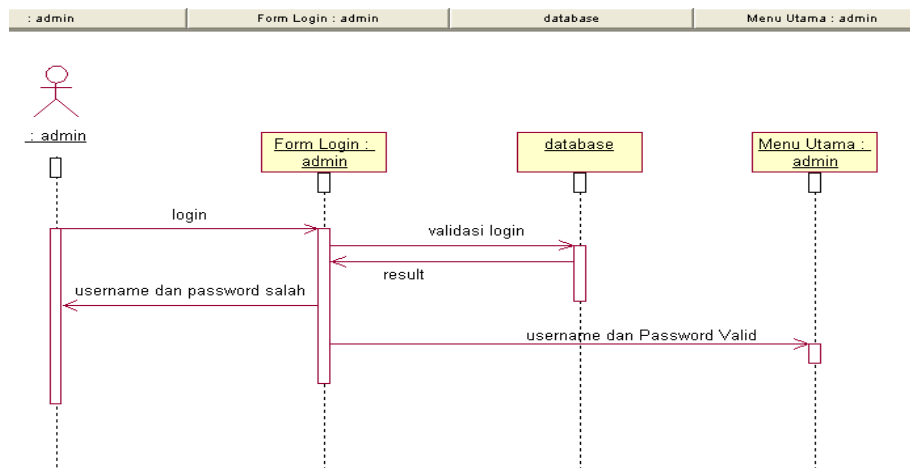 : admin
Form Login : admin
database
Menu Utama : admin
: admin
Form Login :
admin
database
Menu Utama :
admin
login
validasi login
result
username dan password salah
username dan Password Valid